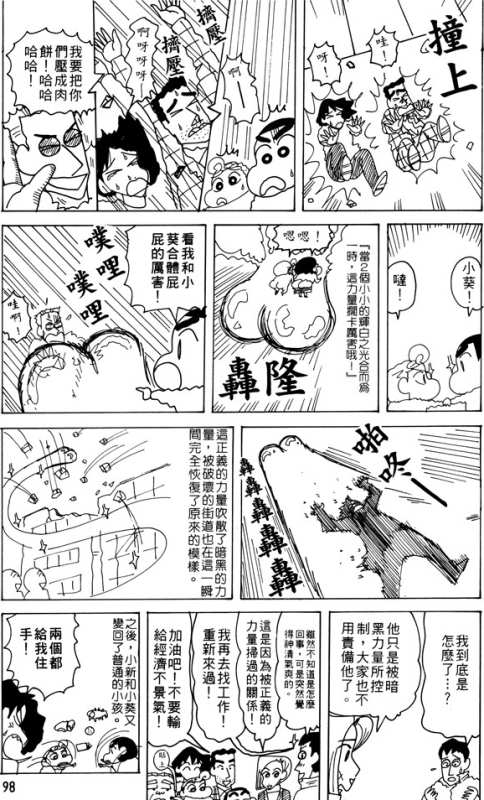 撞上
哇！
呀！
啊—
擠壓
擠壓
啊呀呀呀
我要把你
們壓成肉
餅！哈哈
哈哈！
小葵！
噠！
『當2個小小的輝白之光合而為
一時，這力量擱卡厲害哦！』
嗯嗯！
轟隆
看我和小
葵合體屁
屁的厲害！
噗哩
噗哩
哇啊！
啪咚—
轟轟轟轟轟
這正義的力量吹散了暗黑的力
量，被破壞的街道也在這一瞬
間完全恢復了原來的模樣。
我到底是
怎麼了……？
他只是被暗
黑力量所控
制，大家也不
用責備他了。
雖然不知道是怎麼
回事，可是突然覺
得神清氣爽的。
這是因為被正義的
力量掃過的關係！
我再去找工作！
重新來過！
加油吧！不要輸
給經濟不景氣！
之後，小新和小葵又
變回了普通的小孩。
兩個都
給我住
手！
98